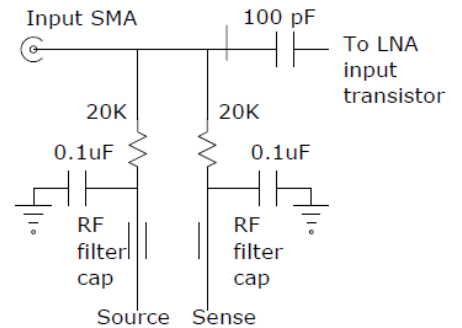 Input SMA
100 pF
To LNA
input
transistor
20K
20K
0.1uF
0.1uF
RF
filter
cap
RF
filter
cap
Source
Sense